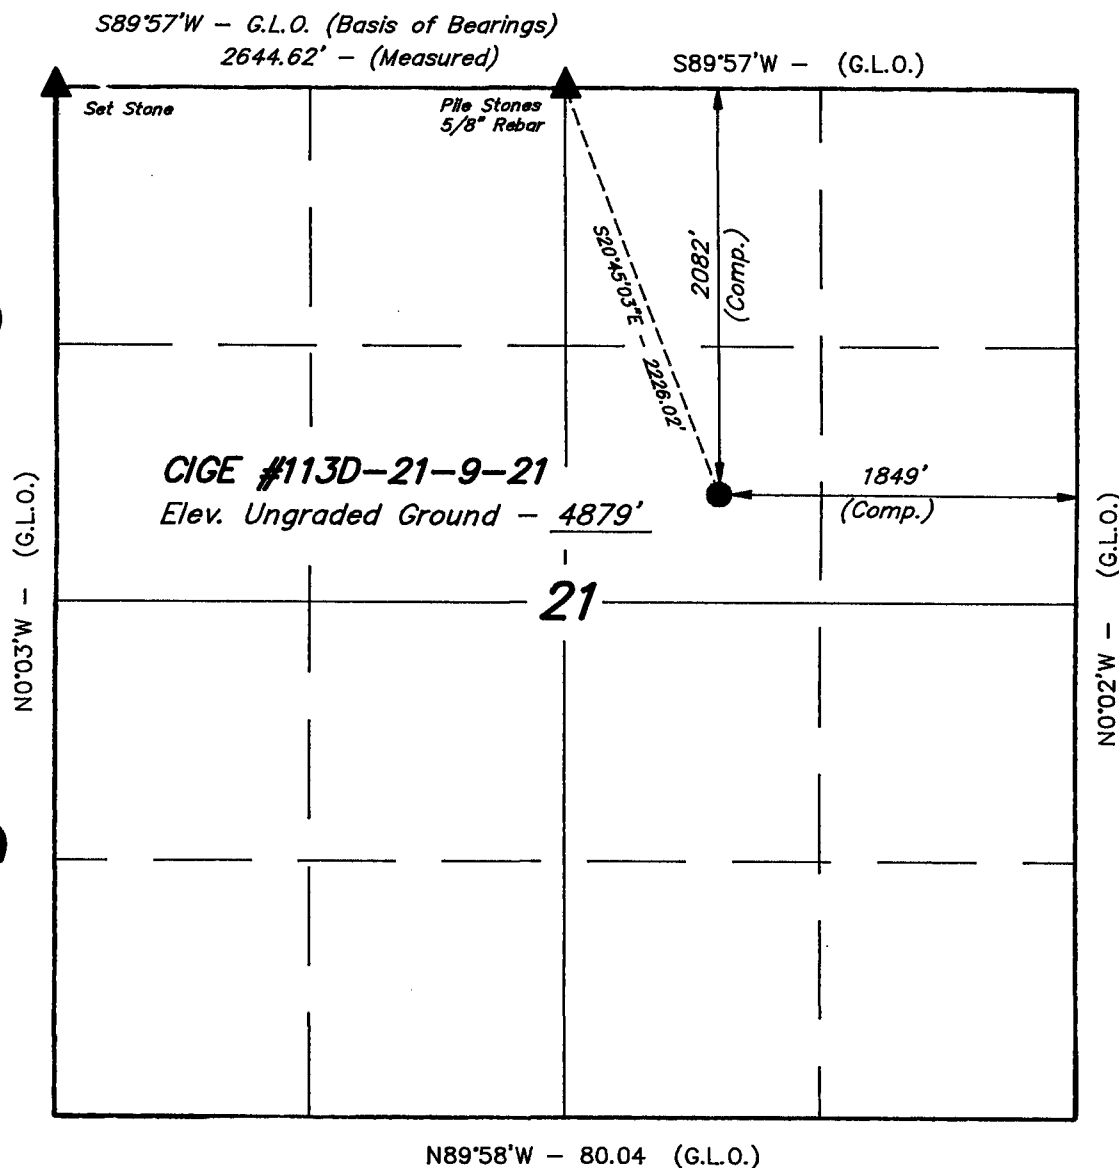 S89°57'W – G.L.O. (Basis of Bearings)
2644.62' – (Measured)
S89°57'W – (G.L.O.)
Set Stone
Pile Stones
5/8" Rebar
S20°45'03"E - 2226.02'
2082'
(Comp.)
CIGE #113D-21-9-21
Elev. Ungraded Ground – 4879'
1849'
(Comp.)
N0°03'W – (G.L.O.)
21
N0°02'W – (G.L.O.)
N89°58'W – 80.04 (G.L.O.)